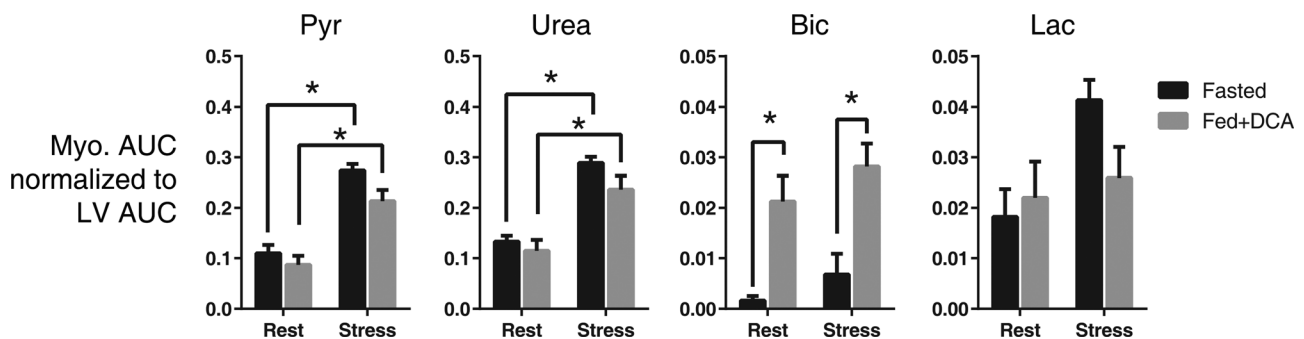 Pyr
Urea
Bic
Lac
Myo. AUC
normalized to
LV AUC
0.5
0.4
0.3
0.2
0.1
0.0
*
*
Rest
Stress
0.5
0.4
0.3
0.2
0.1
0.0
*
*
Rest
Stress
0.05
0.04
0.03
0.02
0.01
0.00
*
*
Rest
Stress
0.05
0.04
0.03
0.02
0.01
0.00
Rest
Stress
Fasted
Fed+DCA